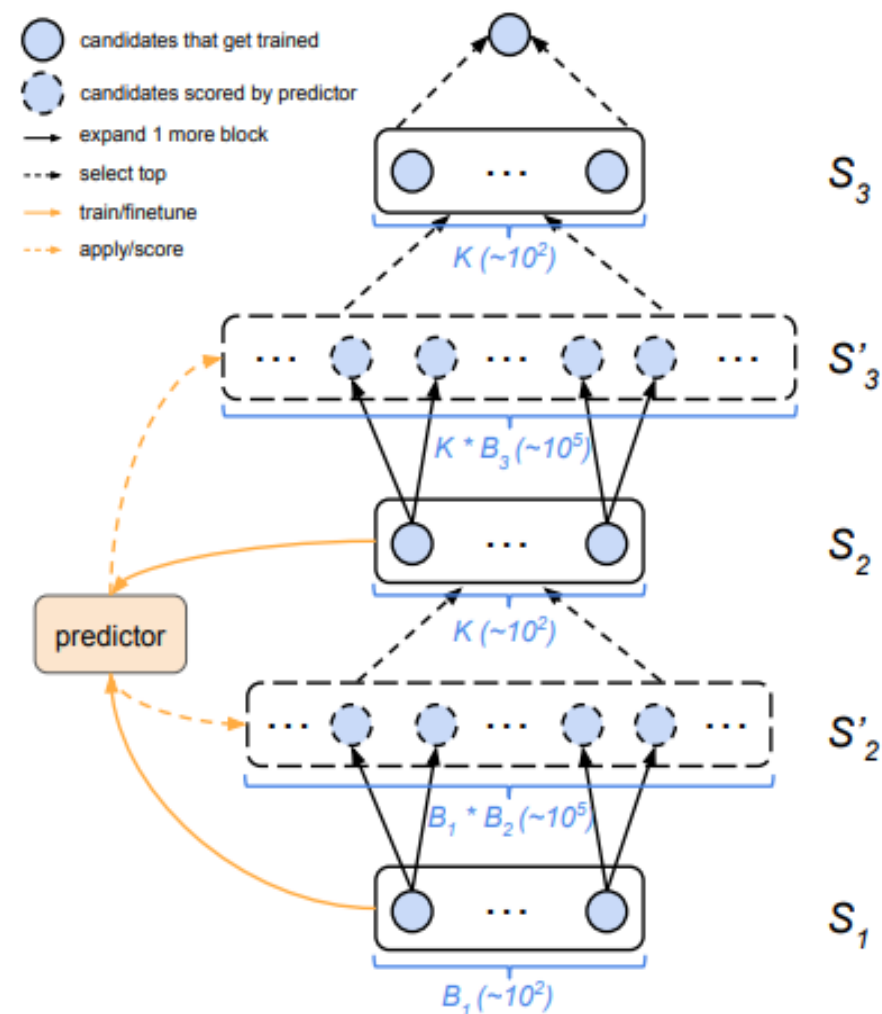 candidates that get trained
candidates scored by predictor
expand 1 more block
select top
train/finetune
apply/score
...
S3
K (~10²)
... ... ...
S'3
K * B3 (~10⁵)
...
S2
K (~10²)
predictor
... ... ...
S'2
B1 * B2 (~10⁵)
...
S1
B1 (~10²)